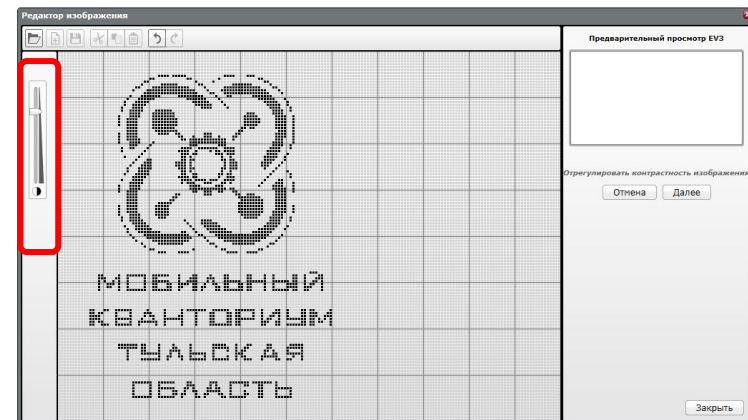 Редактор изображения
Предварительный просмотр EV3
Отрегулировать контрастность изображения
Отмена
Далее
МОБИЛЬНЫЙ
КВАНТОРИУМ
ТУЛЬСКАЯ
ОБЛАСТЬ
Закрыть